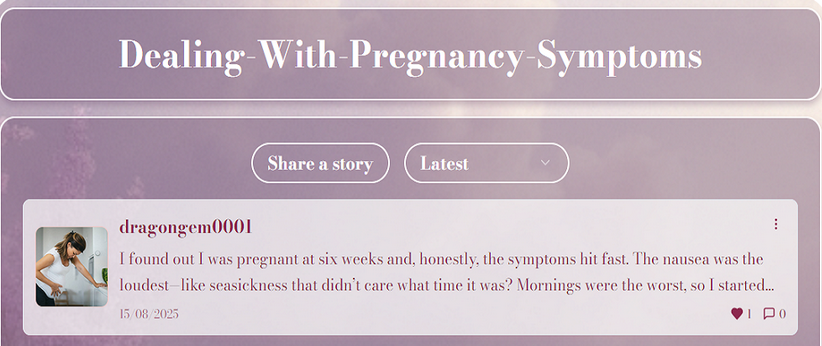 Dealing-With-Pregnancy-Symptoms
Share a story
Latest
dragongem0001
I found out I was pregnant at six weeks and, honestly, the symptoms hit fast. The nausea was the
loudest—like seasickness that didn’t care what time it was? Mornings were the worst, so I started...
15/08/2025
1
0